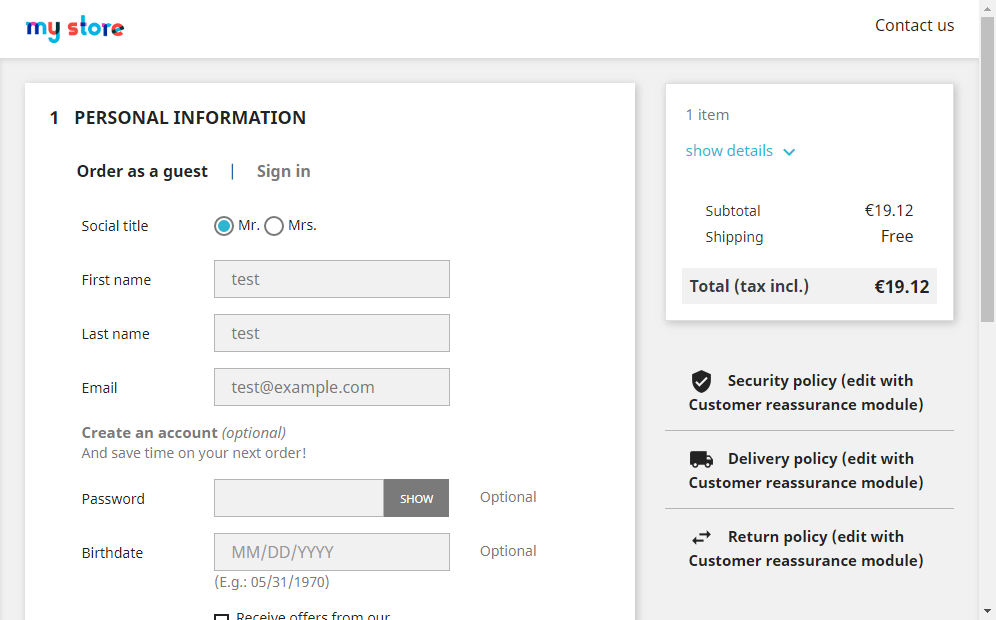 my store
Contact us
1 PERSONAL INFORMATION
Order as a guest | Sign in
Social title Mr. Mrs.
First name test
Last name test
Email test@example.com
Create an account (optional)
And save time on your next order!
Password SHOW Optional
Birthdate MM/DD/YYYY Optional
(E.g.: 05/31/1970)
Receive offers from our
1 item
show details
Subtotal €19.12
Shipping Free
Total (tax incl.) €19.12
Security policy (edit with
Customer reassurance module)
Delivery policy (edit with
Customer reassurance module)
Return policy (edit with
Customer reassurance module)